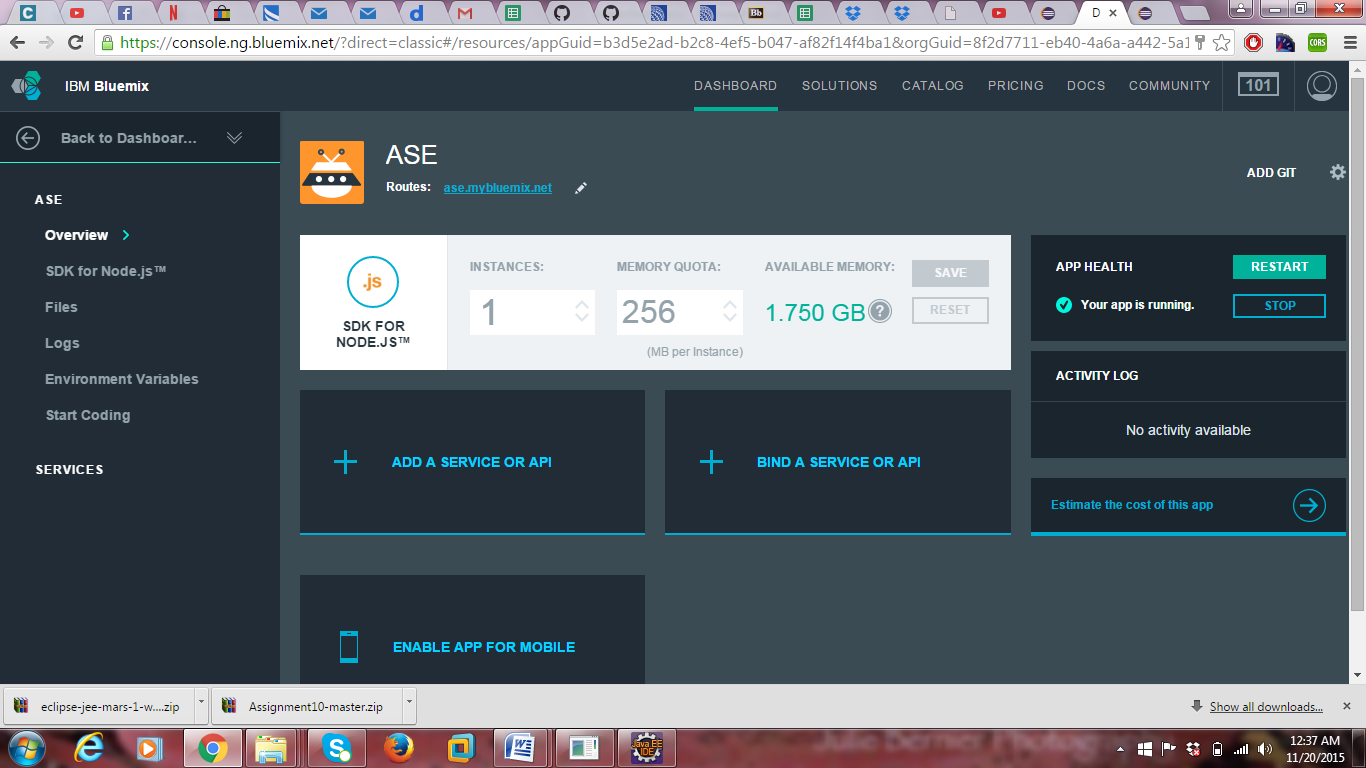 https://console.ng.bluemix.net/?direct=classic#/resources/appGuid=b3d5e2ad-b2c8-4ef5-b047-af82f14f4ba1&orgGuid=8f2d7711-eb40-4a6a-a442-5a1
CORS
IBM Bluemix
DASHBOARD SOLUTIONS CATALOG PRICING DOCS COMMUNITY 101
Back to Dashboar...
ASE
Overview
SDK for Node.js™
Files
Logs
Environment Variables
Start Coding
SERVICES
ASE
Routes: ase.mybluemix.net
ADD GIT
.js
SDK FOR
NODE.JS™
INSTANCES: MEMORY QUOTA: AVAILABLE MEMORY:
1 256 1.750 GB ?
(MB per Instance)
SAVE
RESET
APP HEALTH
RESTART
Your app is running.
STOP
ACTIVITY LOG
No activity available
Estimate the cost of this app
ADD A SERVICE OR API
BIND A SERVICE OR API
ENABLE APP FOR MOBILE
eclipse-jee-mars-1-w....zip
Assignment10-master.zip
Show all downloads...
Java EE
IDE
12:37 AM
11/20/2015